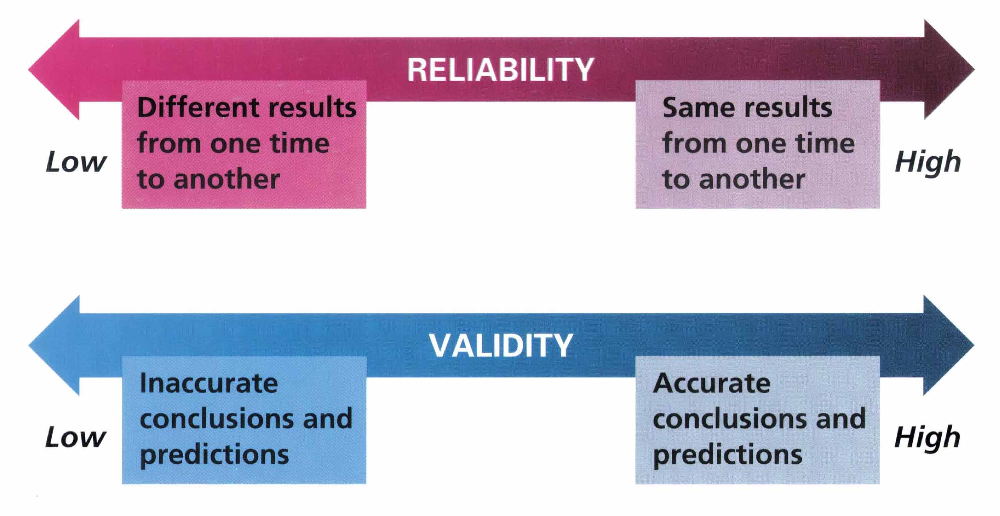 RELIABILITY
Different results
from one time
to another
Same results
from one time
to another
Low
High
VALIDITY
Inaccurate
conclusions and
predictions
Accurate
conclusions and
predictions
Low
High